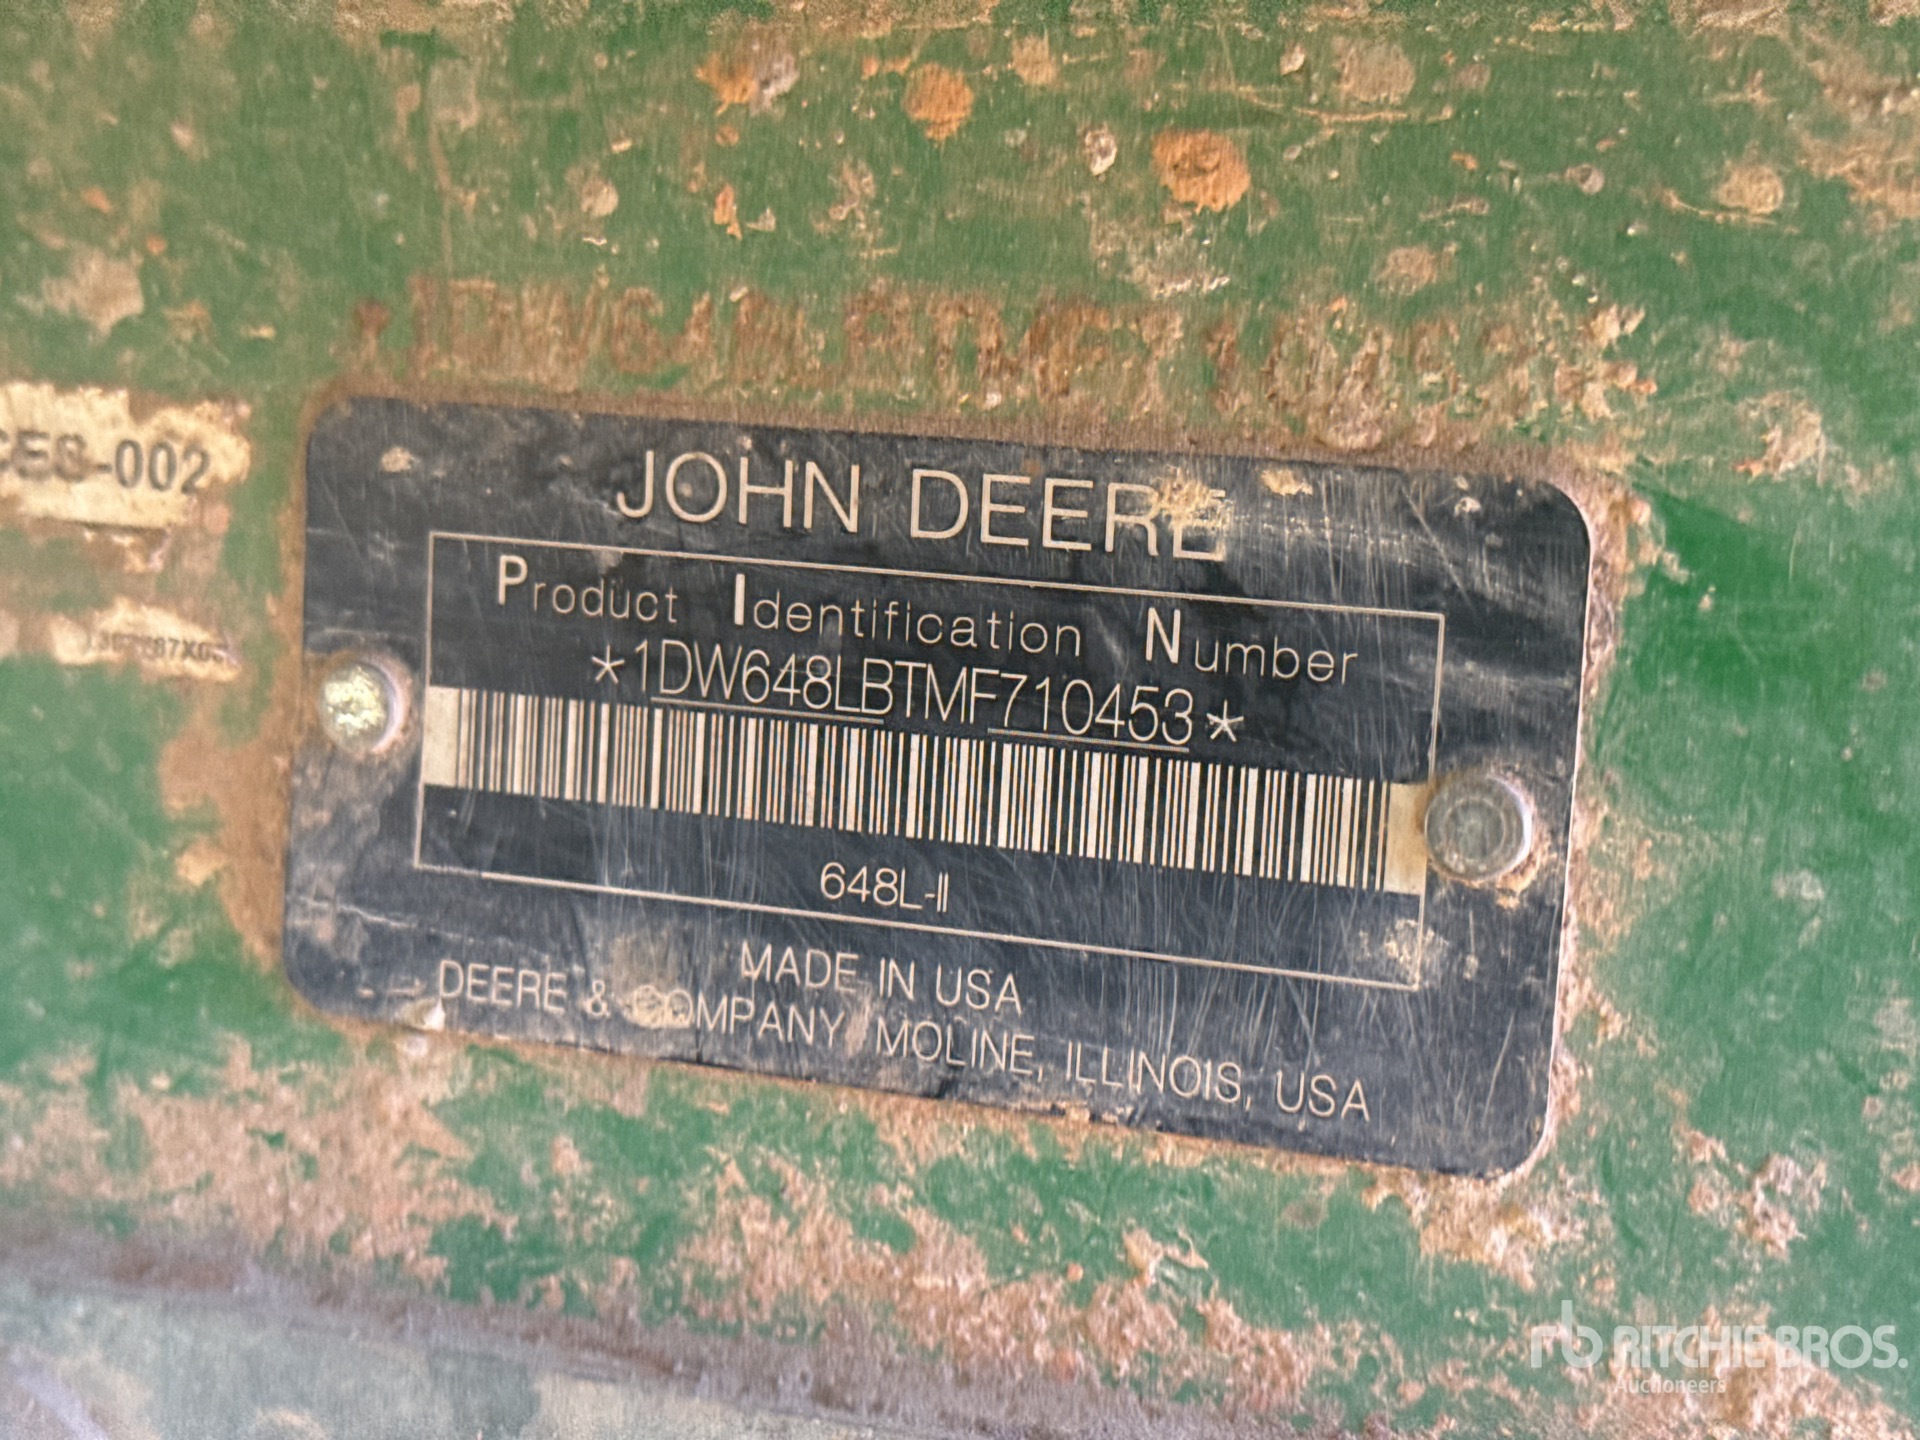 JOHN DEERE
Product Identification Number
*1DW648LBTMF710453*
648L-II
MADE IN USA
DEERE & COMPANY MOLINE, ILLINOIS, USA
-002
rb RITCHIE BROS.
Auctioneers